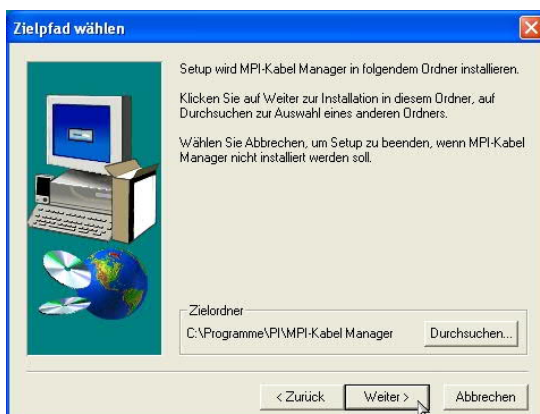 Zielpfad wählen
Setup wird MPI-Kabel Manager in folgendem Ordner installieren.
Klicken Sie auf Weiter zur Installation in diesem Ordner, auf
Durchsuchen zur Auswahl eines anderen Ordners.
Wählen Sie Abbrechen, um Setup zu beenden, wenn MPI-Kabel
Manager nicht installiert werden soll.
Zielordner
C:\Programme\PI\MPI-Kabel Manager
Durchsuchen...
< Zurück
Weiter >
Abbrechen